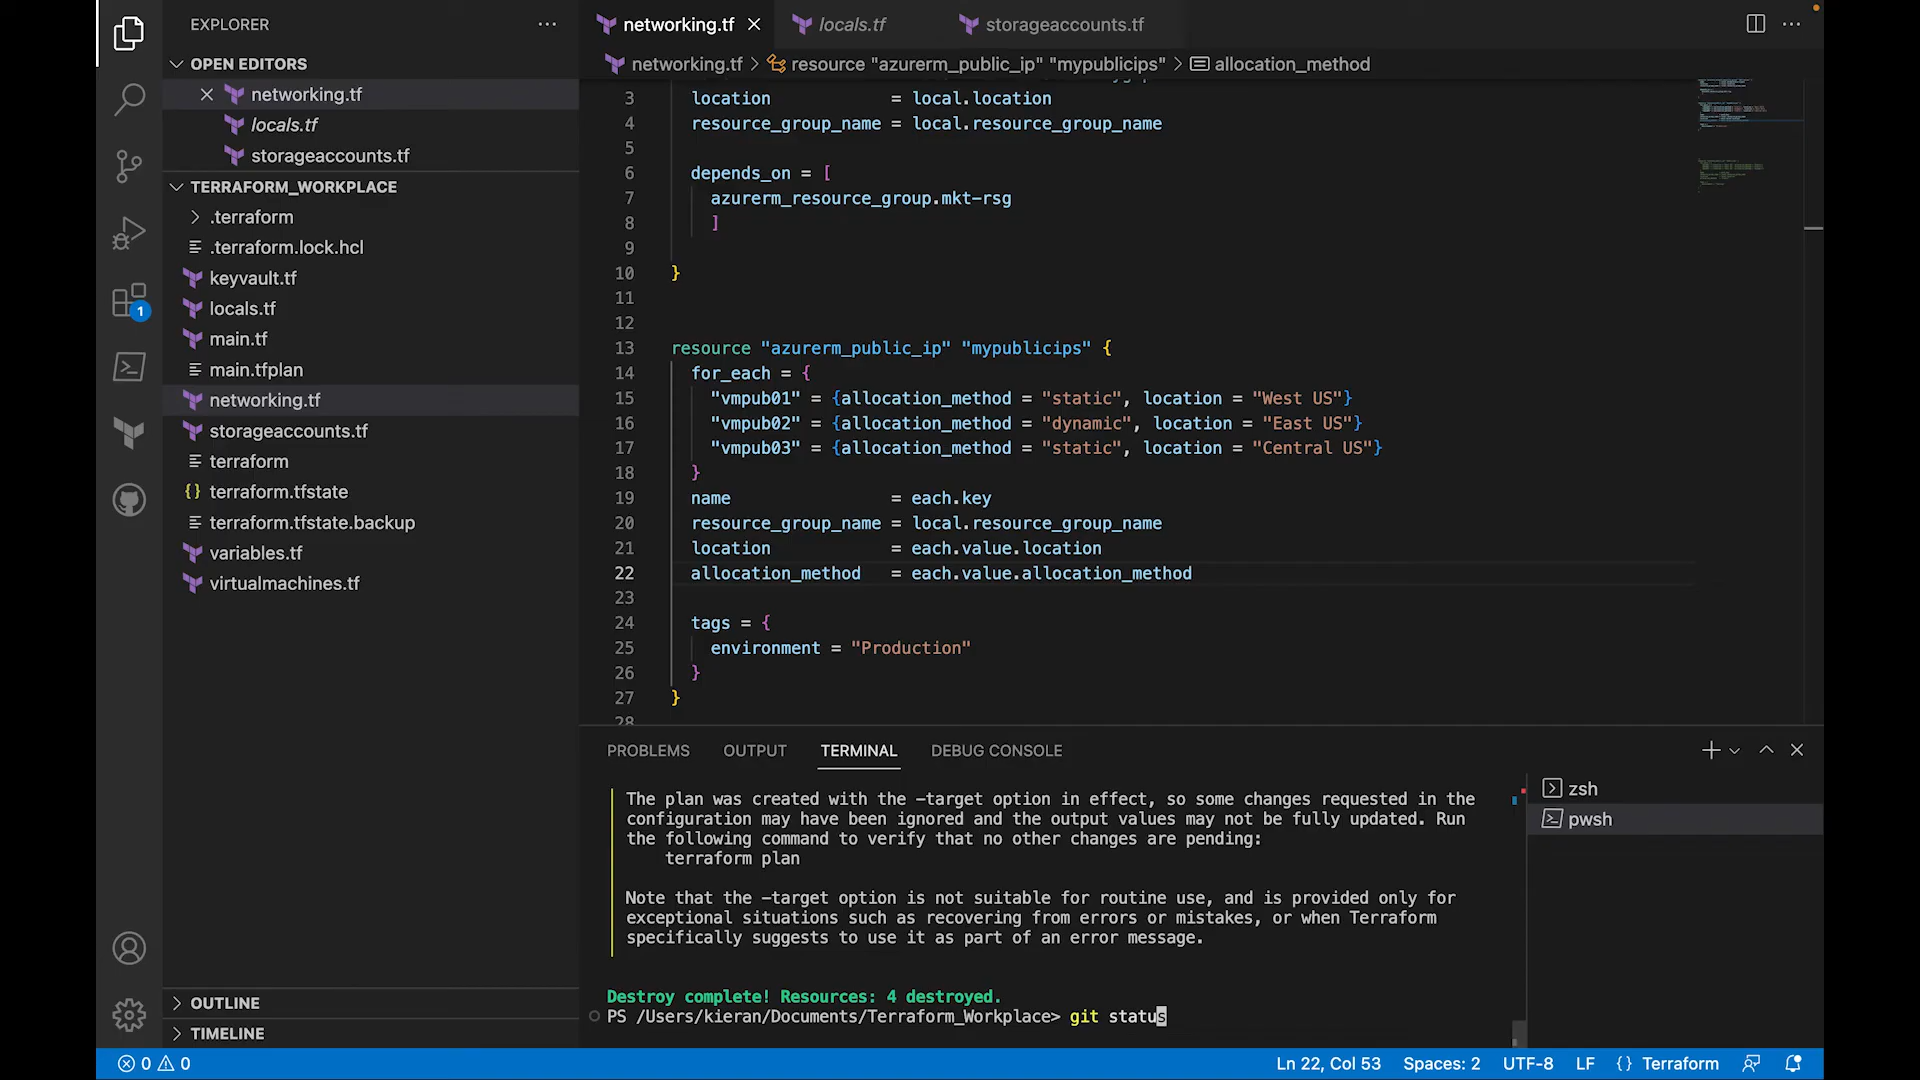 EXPLORER
OPEN EDITORS
networking.tf
locals.tf
storageaccounts.tf
TERRAFORM_WORKPLACE
.terraform
.terraform.lock.hcl
keyvault.tf
locals.tf
main.tf
main.tfplan
networking.tf
storageaccounts.tf
terraform
terraform.tfstate
terraform.tfstate.backup
variables.tf
virtualmachines.tf
OUTLINE
TIMELINE
1
networking.tf
locals.tf
storageaccounts.tf
networking.tf > resource "azurerm_public_ip" "mypublicips" > allocation_method
3 location = local.location
4 resource_group_name = local.resource_group_name
5
6 depends_on = [
7 azurerm_resource_group.mkt-rsg
8 ]
9
10 }
11
12
13 resource "azurerm_public_ip" "mypublicips" {
14 for_each = {
15 "vmpub01" = {allocation_method = "static", location = "West US"}
16 "vmpub02" = {allocation_method = "dynamic", location = "East US"}
17 "vmpub03" = {allocation_method = "static", location = "Central US"}
18 }
19 name = each.key
20 resource_group_name = local.resource_group_name
21 location = each.value.location
22 allocation_method = each.value.allocation_method
23
24 tags = {
25 environment = "Production"
26 }
27 }
28
PROBLEMS OUTPUT TERMINAL DEBUG CONSOLE
The plan was created with the -target option in effect, so some changes requested in the
configuration may have been ignored and the output values may not be fully updated. Run
the following command to verify that no other changes are pending:
terraform plan
Note that the -target option is not suitable for routine use, and is provided only for
exceptional situations such as recovering from errors or mistakes, or when Terraform
specifically suggests to use it as part of an error message.
Destroy complete! Resources: 4 destroyed.
PS /Users/kieran/Documents/Terraform_Workplace> git status
zsh
pwsh
0 0
Ln 22, Col 53 Spaces: 2 UTF-8 LF {} Terraform